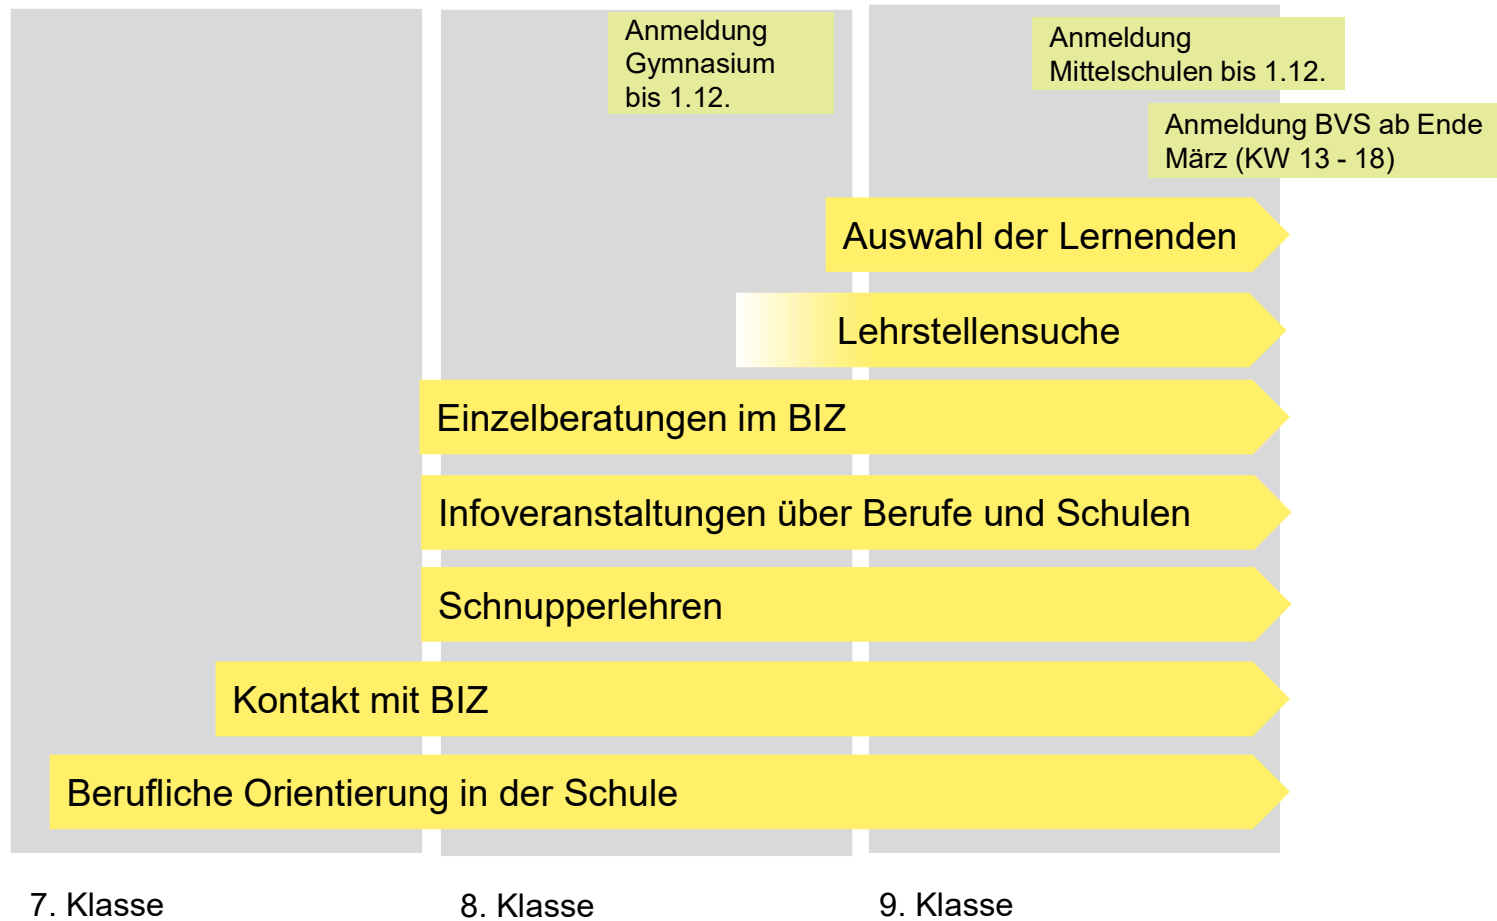 Anmeldung
Gymnasium
bis 1.12.
Anmeldung
Mittelschulen bis 1.12.
Anmeldung BVS ab Ende
März (KW 13 - 18)
Auswahl der Lernenden
Lehrstellensuche
Einzelberatungen im BIZ
Infoveranstaltungen über Berufe und Schulen
Schnupperlehren
Kontakt mit BIZ
Berufliche Orientierung in der Schule
7. Klasse
8. Klasse
9. Klasse